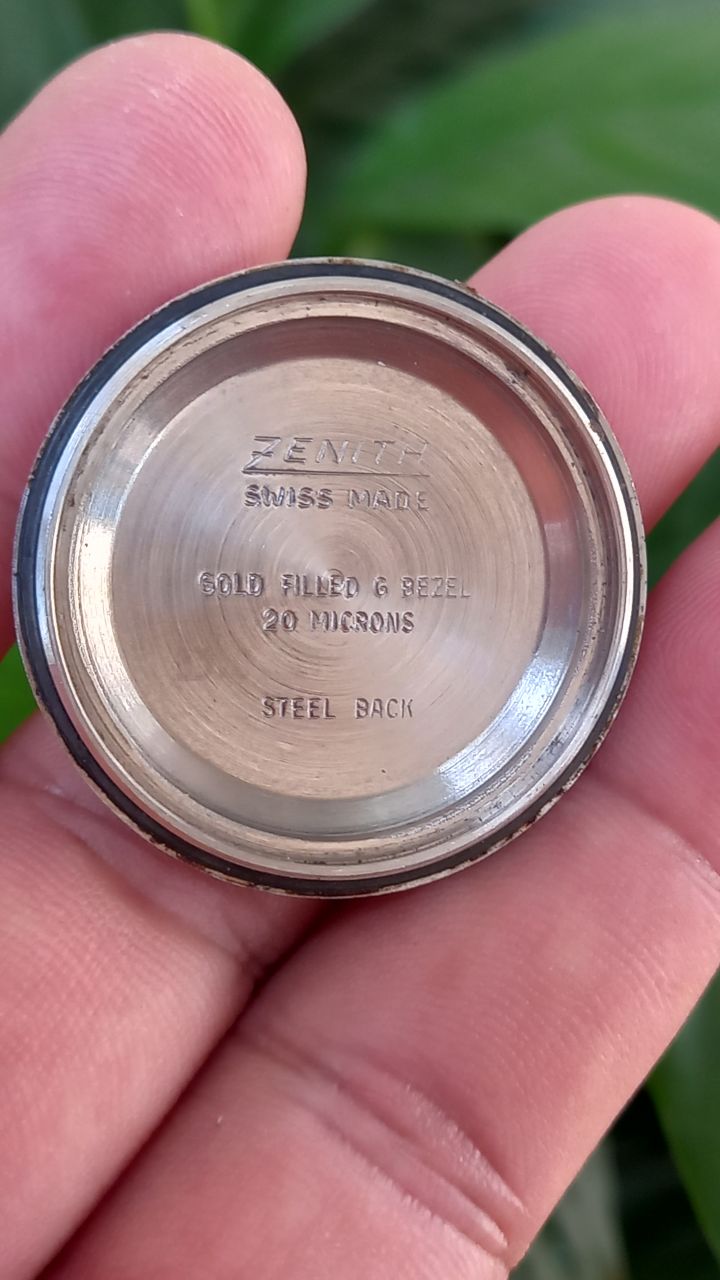 ZENITH
SWISS MADE
GOLD FILLED G BEZEL
20 MICRONS
STEEL BACK